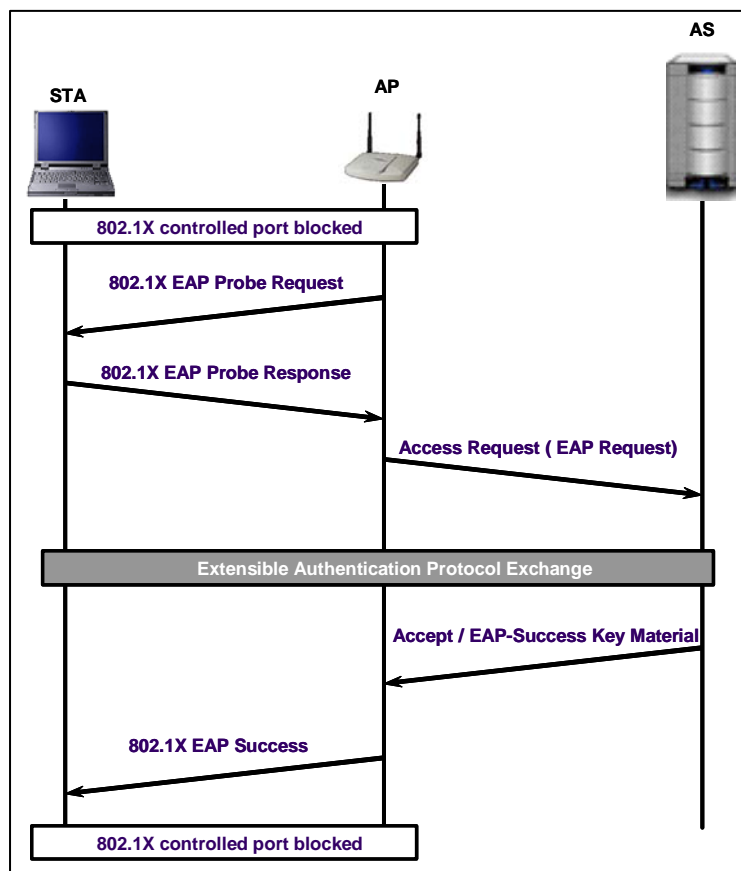 AS
AP
STA
802.1X controlled port blocked
802.1X EAP Probe Request
802.1X EAP Probe Response
Access Request ( EAP Request)
Extensible Authentication Protocol Exchange
Accept / EAP-Success Key Material
802.1X EAP Success
802.1X controlled port blocked